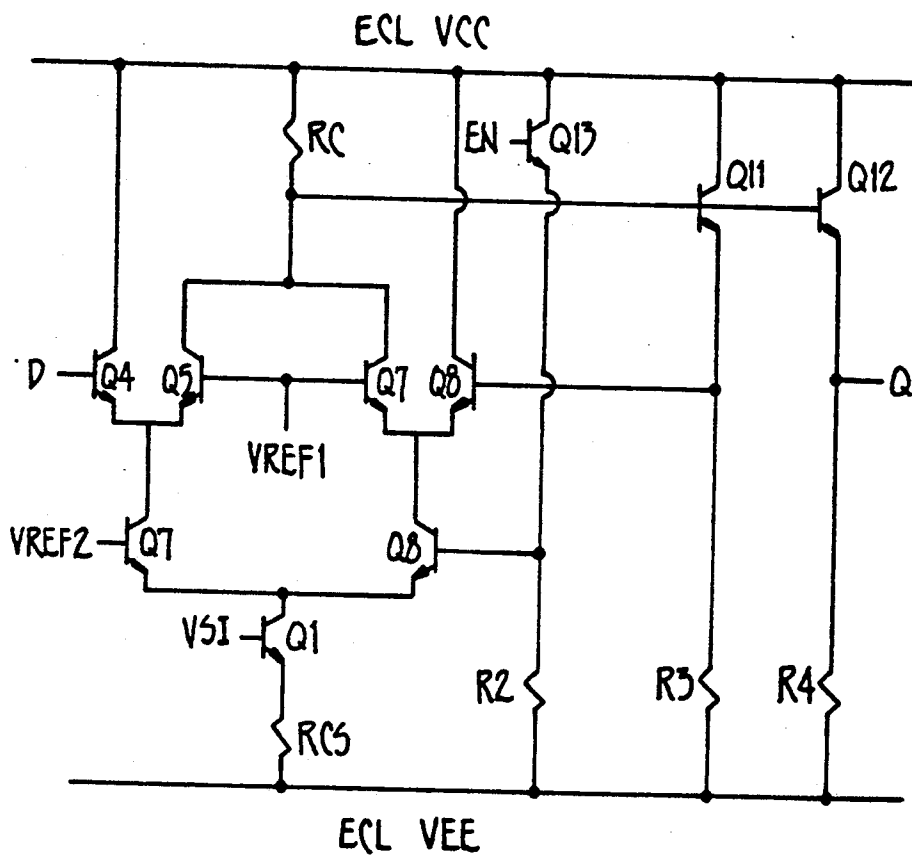 ECL VCC
RC
EN
Q13
Q11
Q12
D
Q4
Q5
Q7
Q8
Q
VREF1
VREF2
Q7
Q8
VSI
Q1
R2
R3
R4
RCS
ECL VEE